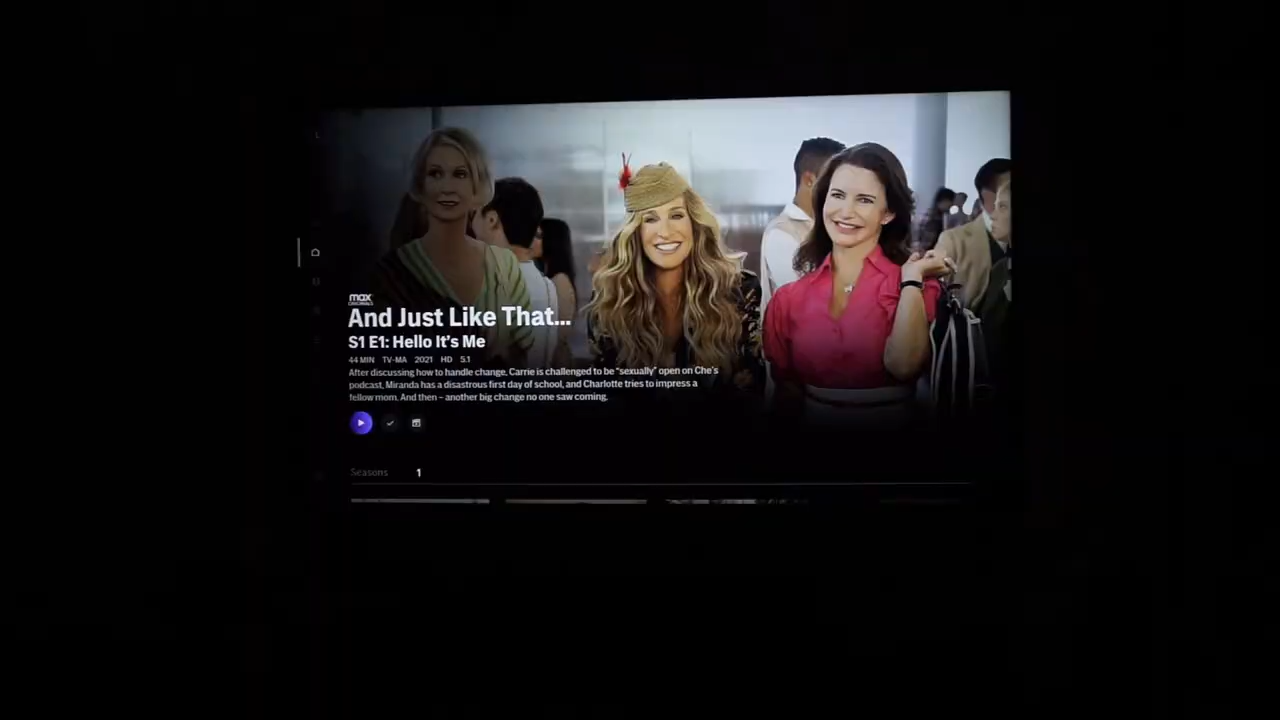 max
ORIGINALS
And Just Like That...
S1 E1: Hello It's Me
44 MIN TV-MA 2021 HD 5.1
After discussing how to handle change, Carrie is challenged to be "sexually" open on Che's
podcast, Miranda has a disastrous first day of school, and Charlotte tries to impress a
fellow mom. And then – another big change no one saw coming.
Seasons 1